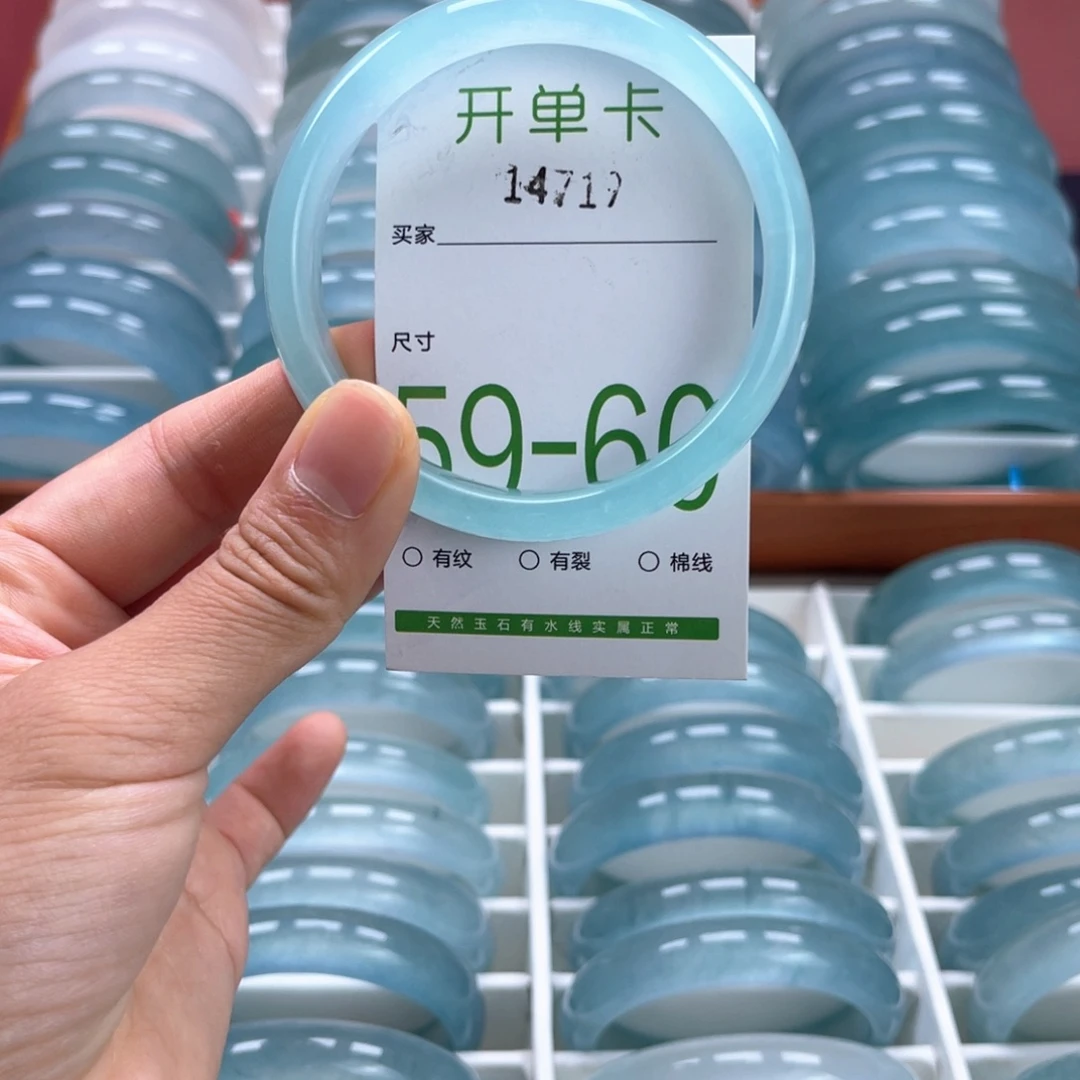 开单卡
14717
买家
尺寸
59-60
有纹 有裂 棉线
天然玉石有水线实属正常